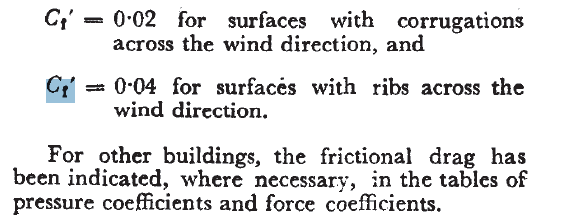 Cf′ = 0·02 for surfaces with corrugations
across the wind direction, and
Cf′ = 0·04 for surfaces with ribs across the
wind direction.
For other buildings, the frictional drag has
been indicated, where necessary, in the tables of
pressure coefficients and force coefficients.